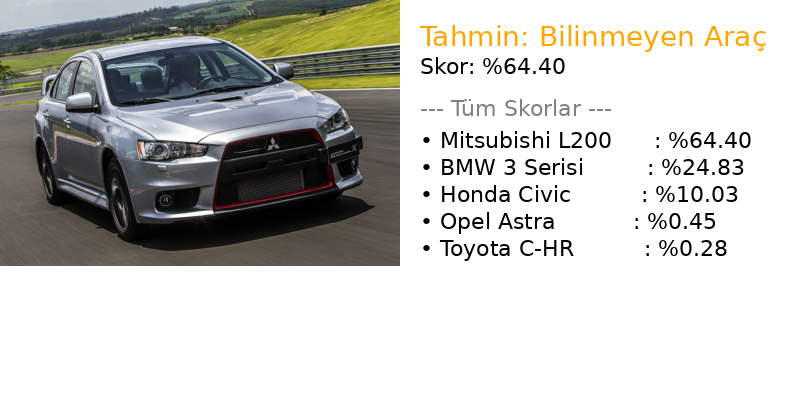 Tahmin: Bilinmeyen Araç
Skor: %64.40
--- Tüm Skorlar ---
• Mitsubishi L200 : %64.40
• BMW 3 Serisi : %24.83
• Honda Civic : %10.03
• Opel Astra : %0.45
• Toyota C-HR : %0.28